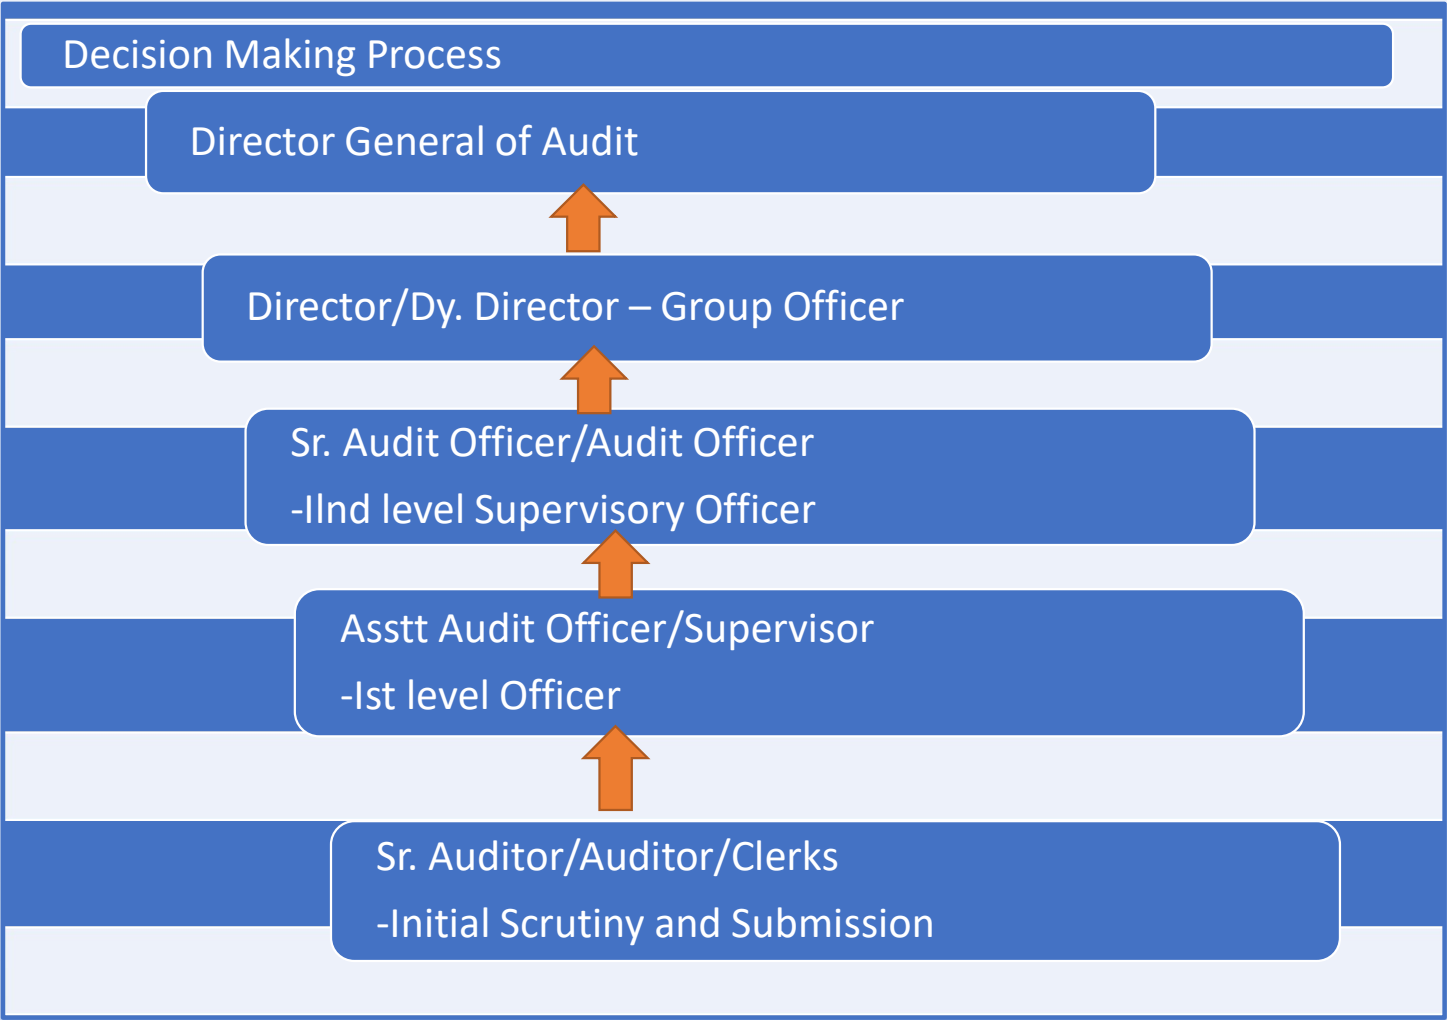 Decision Making Process
Director General of Audit
Director/Dy. Director – Group Officer
Sr. Audit Officer/Audit Officer
-IInd level Supervisory Officer
Asstt Audit Officer/Supervisor
-Ist level Officer
Sr. Auditor/Auditor/Clerks
-Initial Scrutiny and Submission